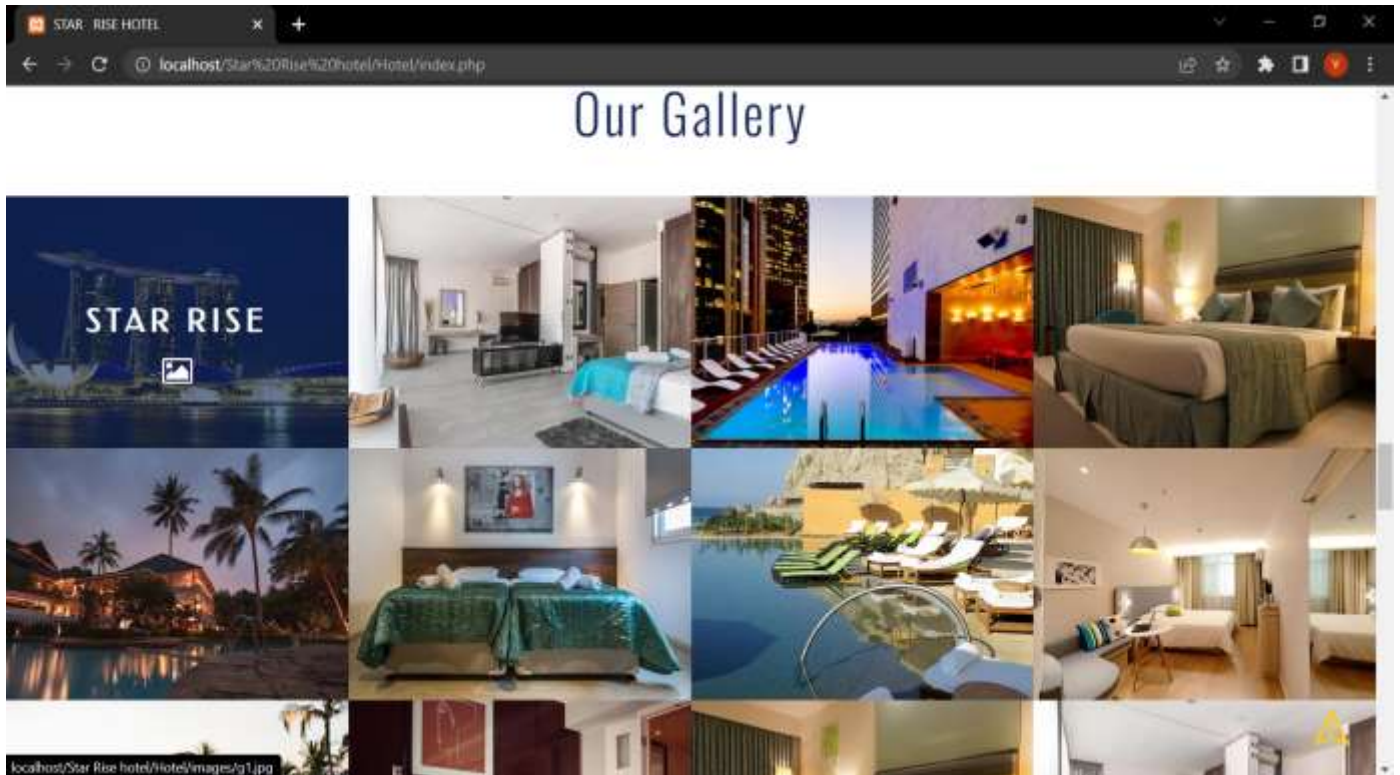 STAR RISE HOTEL
localhost/Star%20Rise%20hotel/Hotel/index.php
V
Our Gallery
STAR RISE
localhost/Star Rise hotel/Hotel/images/g1.jpg